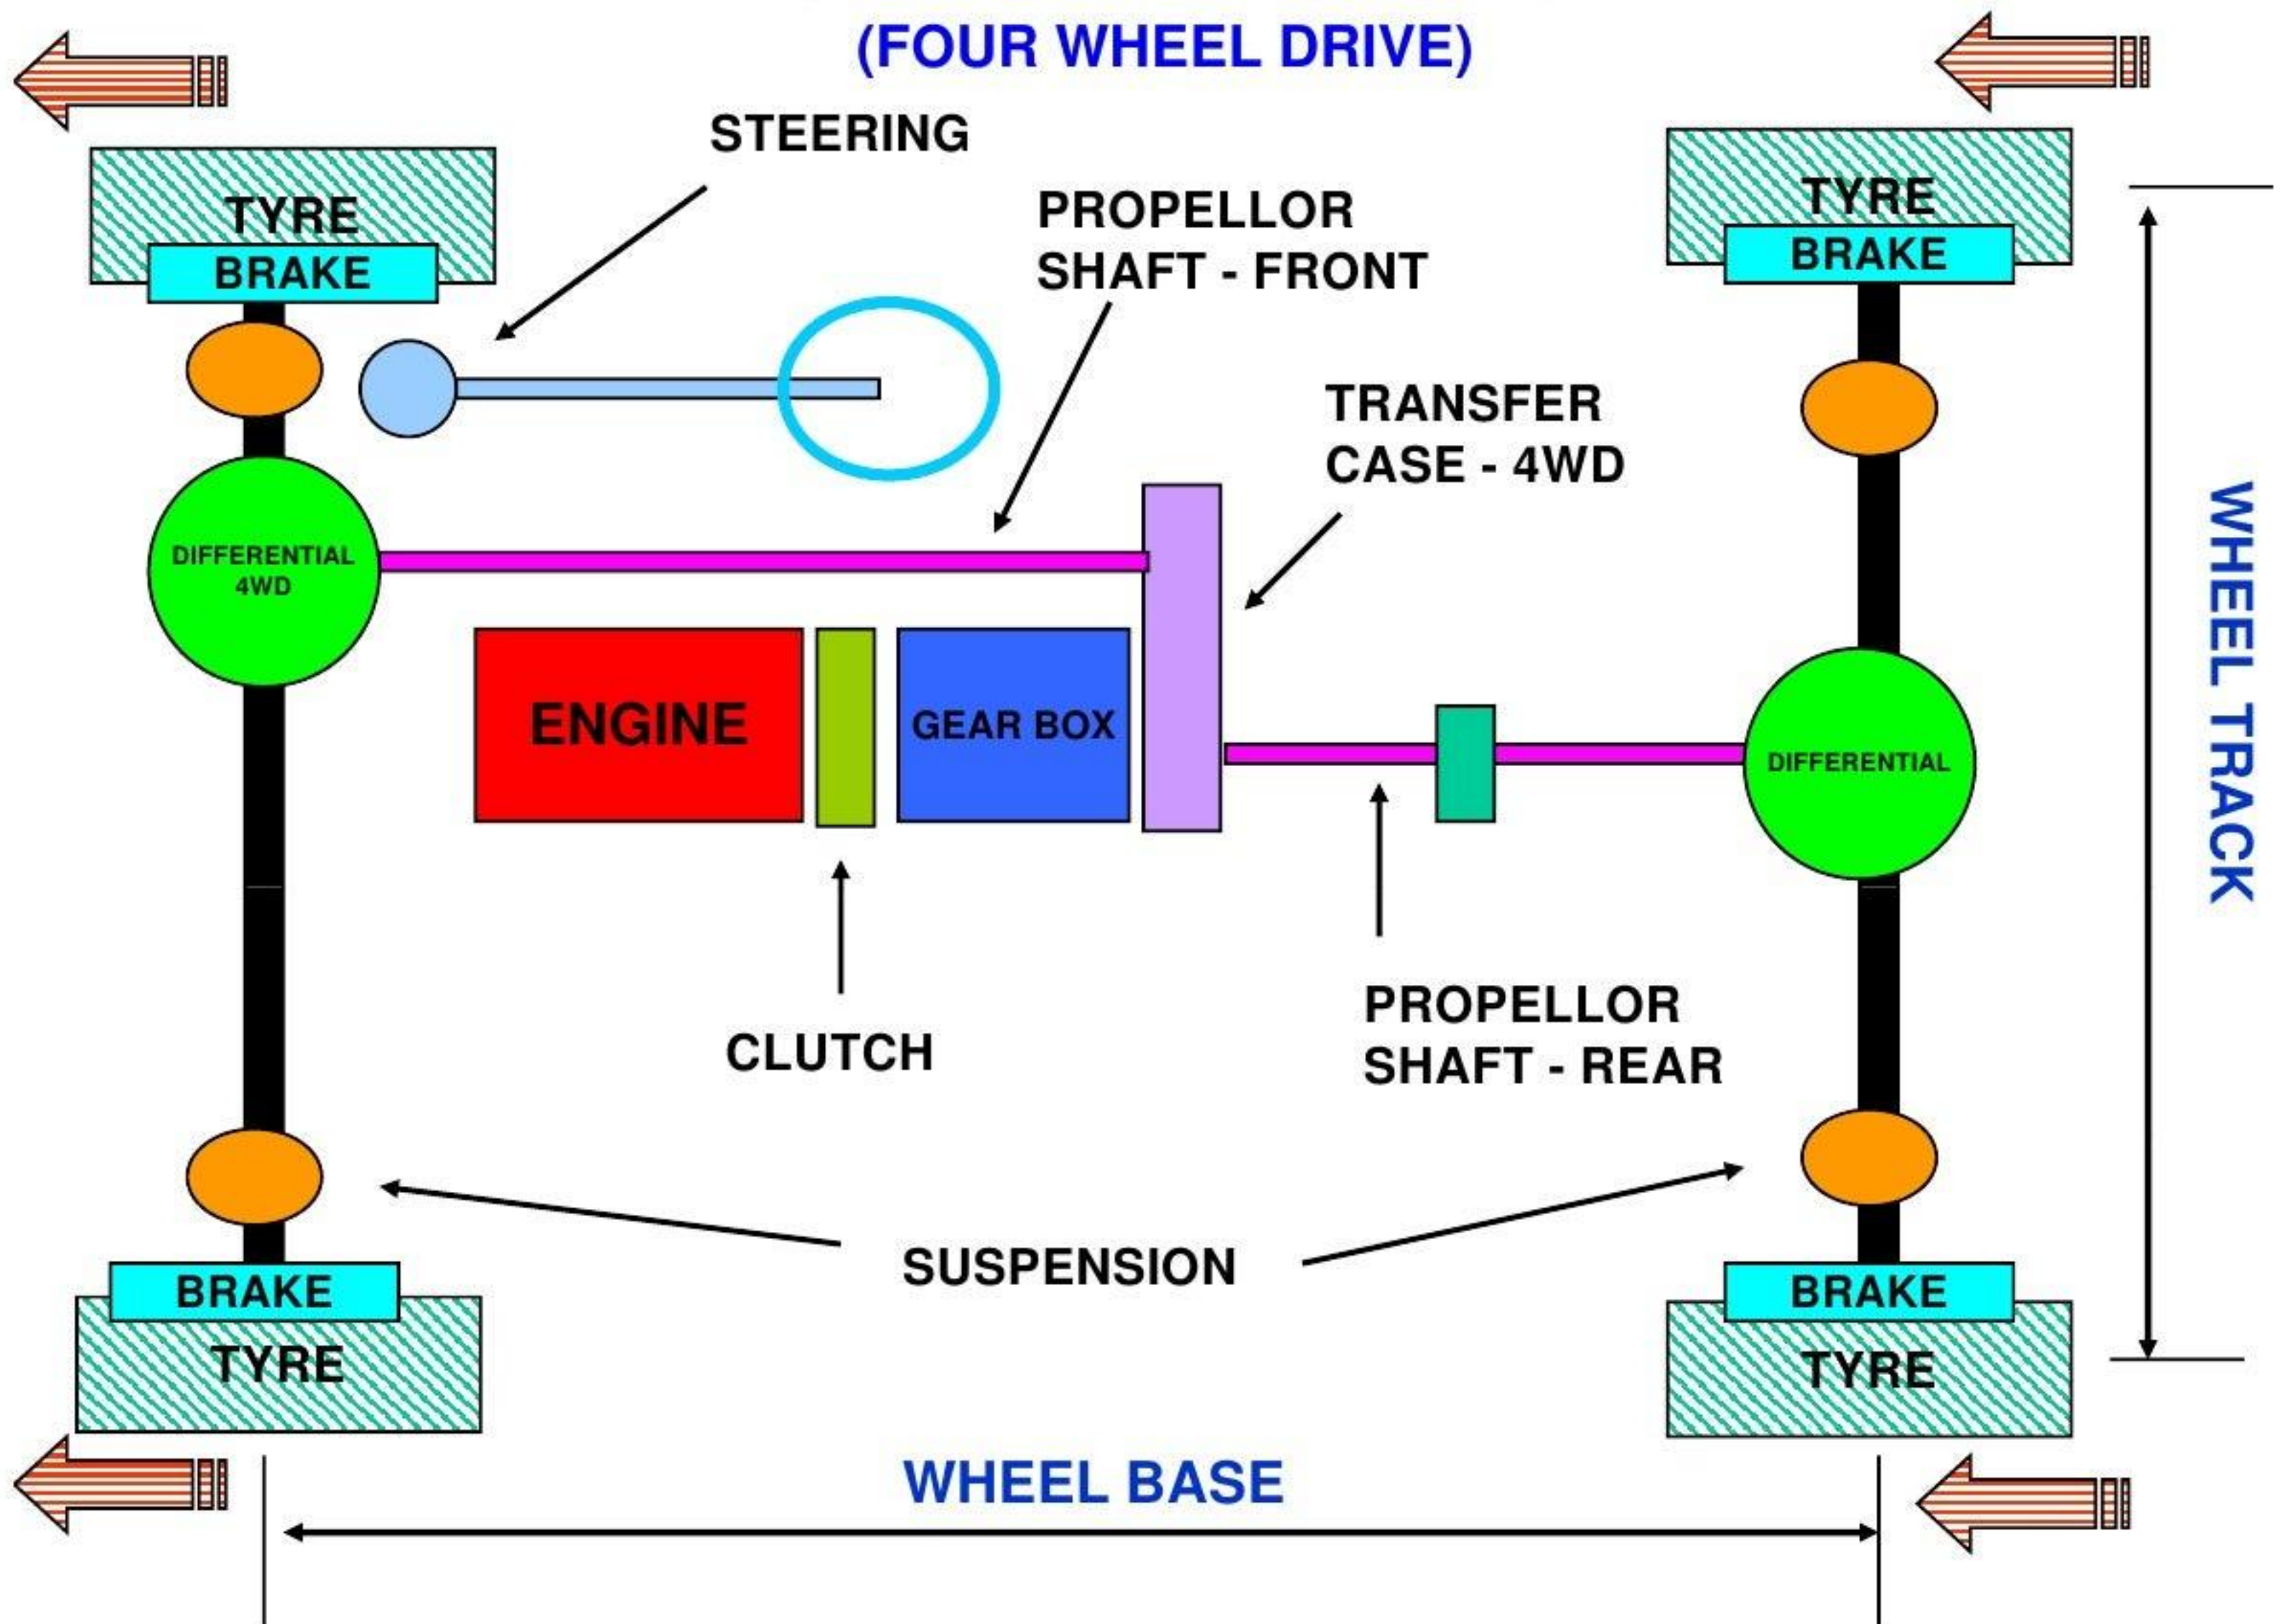 (FOUR WHEEL DRIVE)
STEERING
PROPELLOR
SHAFT - FRONT
TYRE
BRAKE
TYRE
BRAKE
TRANSFER
CASE - 4WD
DIFFERENTIAL
4WD
ENGINE
GEAR BOX
DIFFERENTIAL
WHEEL TRACK
CLUTCH
PROPELLOR
SHAFT - REAR
SUSPENSION
BRAKE
TYRE
BRAKE
TYRE
WHEEL BASE